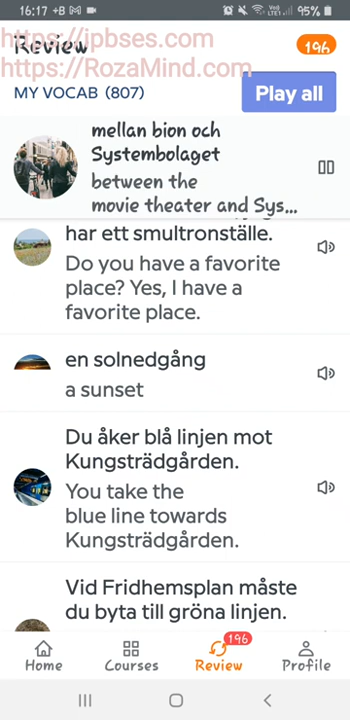 16:17 +B M
Vo))
LTE1
95%
https://jpbses.com
Review
196
https://RozaMind.com
MY VOCAB (807)
Play all
mellan bion och
Systembolaget
between the
movie theater and Sys...
har ett smultronställe.
Do you have a favorite
place? Yes, I have a
favorite place.
en solnedgång
a sunset
Du åker blå linjen mot
Kungsträdgården.
You take the
blue line towards
Kungsträdgården.
Vid Fridhemsplan måste
du byta till gröna linjen.
196
Home
Courses
Review
Profile